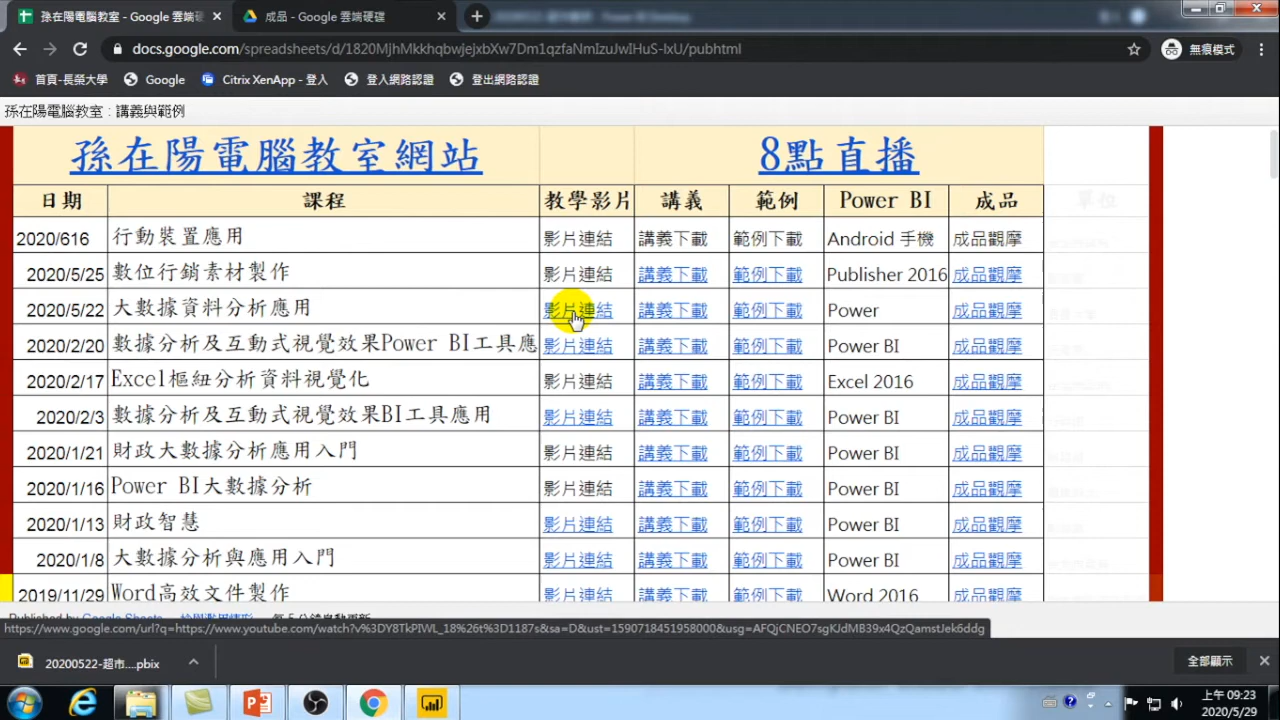 孫在陽電腦教室 - Google 雲端硬
成品 - Google 雲端硬碟
docs.google.com/spreadsheets/d/1820MjhMkkhqbwjejxbXw7Dm1qzfaNmIzuJwIHuS-IxU/pubhtml
無痕模式
首頁-長榮大學 Google Citrix XenApp - 登入 登入網路認證 登出網路認證
孫在陽電腦教室 : 講義與範例
孫在陽電腦教室網站 8點直播
日期 課程 教學影片 講義 範例 Power BI 成品 單位
2020/616 行動裝置應用 影片連結 講義下載 範例下載 Android 手機 成品觀摩
2020/5/25 數位行銷素材製作 影片連結 講義下載 範例下載 Publisher 2016 成品觀摩
2020/5/22 大數據資料分析應用 影片連結 講義下載 範例下載 Power 成品觀摩
2020/2/20 數據分析及互動式視覺效果Power BI工具應 影片連結 講義下載 範例下載 Power BI 成品觀摩
2020/2/17 Excel樞紐分析資料視覺化 影片連結 講義下載 範例下載 Excel 2016 成品觀摩
2020/2/3 數據分析及互動式視覺效果BI工具應用 影片連結 講義下載 範例下載 Power BI 成品觀摩
2020/1/21 財政大數據分析應用入門 影片連結 講義下載 範例下載 Power BI 成品觀摩
2020/1/16 Power BI大數據分析 影片連結 講義下載 範例下載 Power BI 成品觀摩
2020/1/13 財政智慧 影片連結 講義下載 範例下載 Power BI 成品觀摩
2020/1/8 大數據分析與應用入門 影片連結 講義下載 範例下載 Power BI 成品觀摩
2019/11/29 Word高效文件製作 影片連結 講義下載 範例下載 Word 2016 成品觀摩
Published by Google Sheets
https://www.google.com/url?q=https://www.youtube.com/watch?v%3DY8TkPIWL_18%26t%3D1187s&sa=D&ust=1590718451958000&usg=AFQjCNEO7sgKJdMB39x4QzQamstJek6ddg
20200522-超市....pbix
全部顯示
上午 09:23
2020/5/29